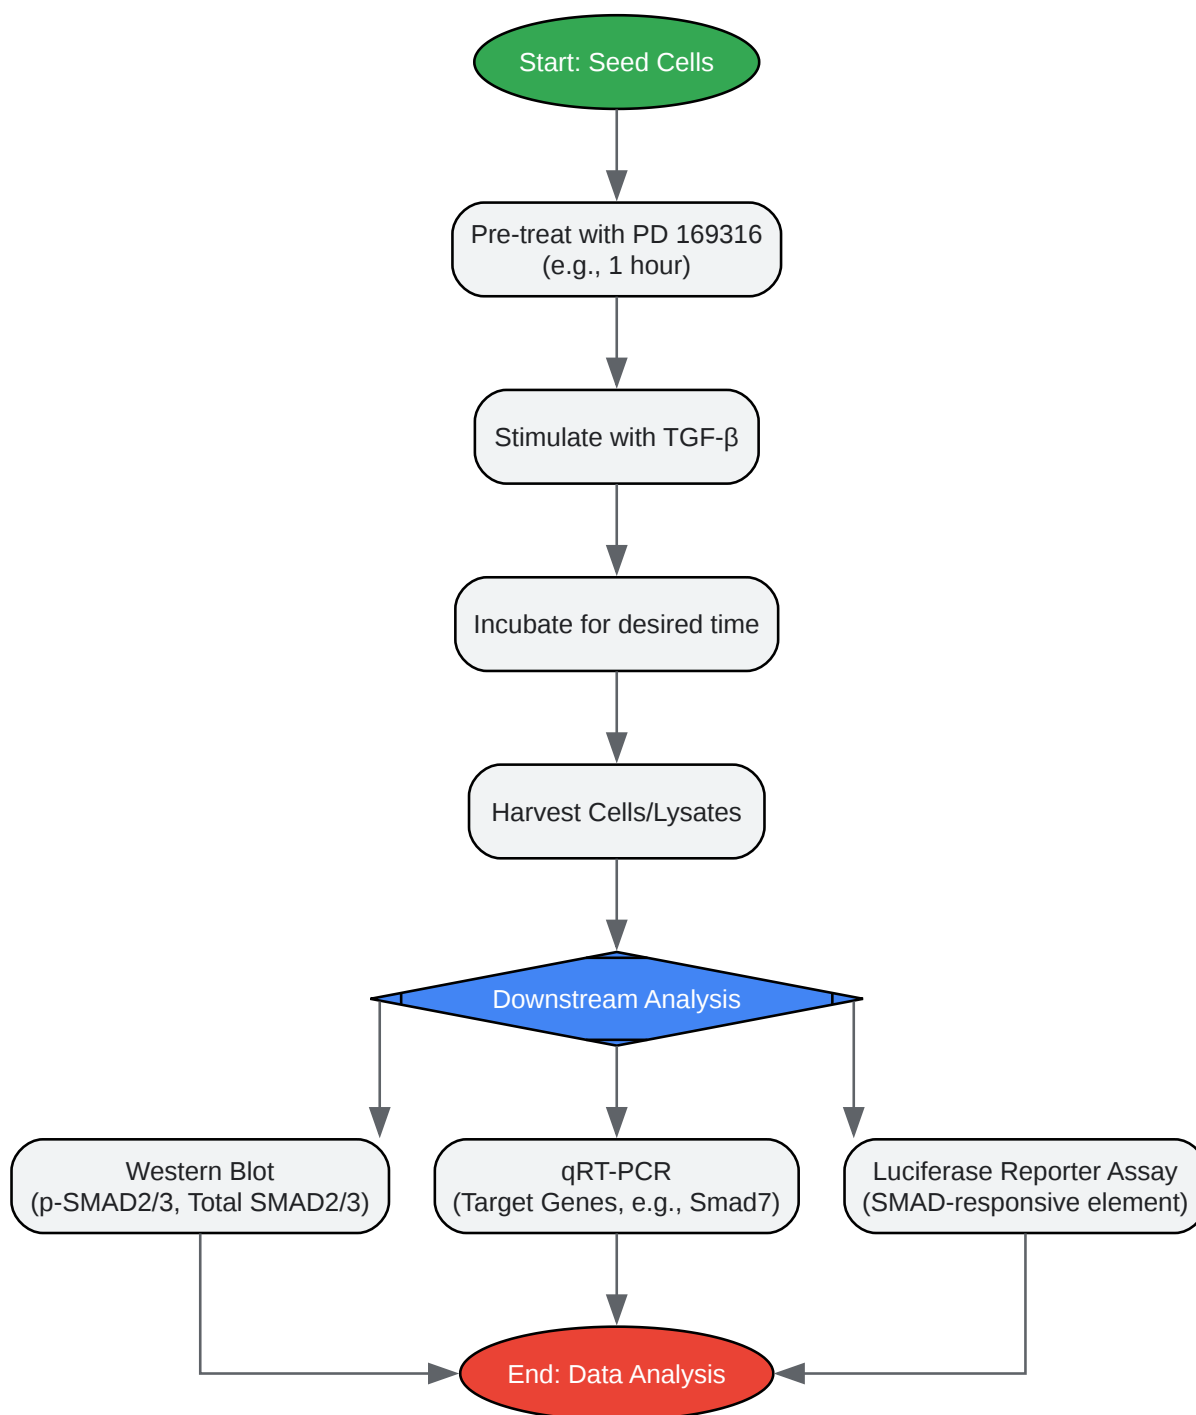 Start: Seed Cells
Pre-treat with PD 169316
(e.g., 1 hour)
Stimulate with TGF-β
Incubate for desired time
Harvest Cells/Lysates
Downstream Analysis
Western Blot
(p-SMAD2/3, Total SMAD2/3)
qRT-PCR
(Target Genes, e.g., Smad7)
Luciferase Reporter Assay
(SMAD-responsive element)
End: Data Analysis